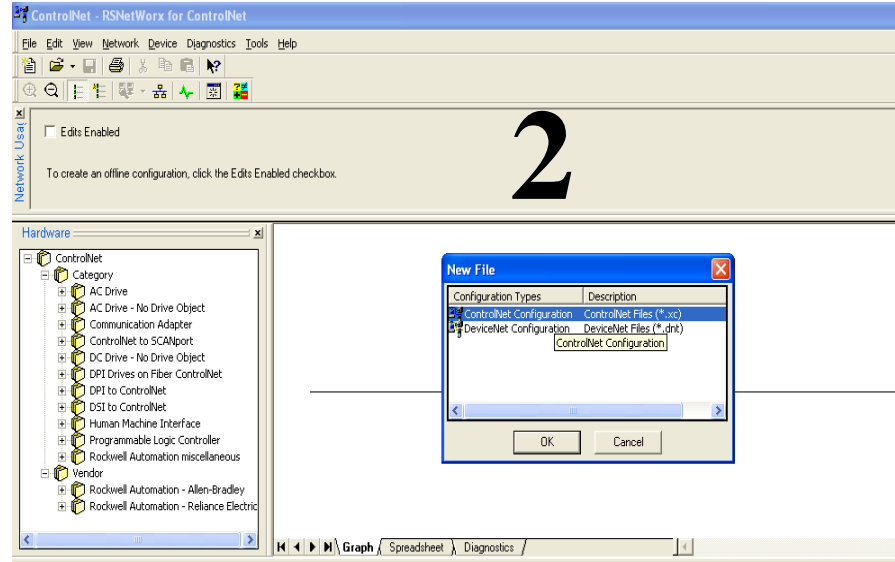 ControlNet - RSNetWorx for ControlNet
File Edit View Network Device Diagnostics Tools Help
Network Usag
Edits Enabled
To create an offline configuration, click the Edits Enabled checkbox.
2
Hardware
ControlNet
Category
AC Drive
AC Drive - No Drive Object
Communication Adapter
ControlNet to SCANport
DC Drive - No Drive Object
DPI Drives on Fiber ControlNet
DPI to ControlNet
DSI to ControlNet
Human Machine Interface
Programmable Logic Controller
Rockwell Automation miscellaneous
Vendor
Rockwell Automation - Allen-Bradley
Rockwell Automation - Reliance Electric
New File
Configuration Types Description
ControlNet Configuration ControlNet Files (*.xc)
DeviceNet Configuration DeviceNet Files (*.dnt)
ControlNet Configuration
OK Cancel
Graph Spreadsheet Diagnostics